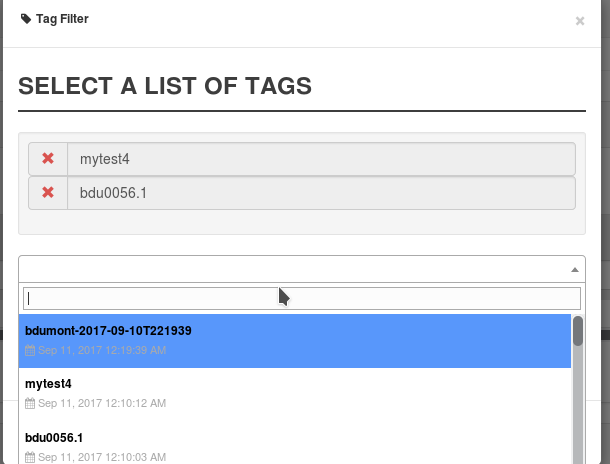 Tag Filter
×
SELECT A LIST OF TAGS
mytest4
bdu0056.1
bdumont-2017-09-10T221939
Sep 11, 2017 12:19:39 AM
mytest4
Sep 11, 2017 12:10:12 AM
bdu0056.1
Sep 11, 2017 12:10:03 AM